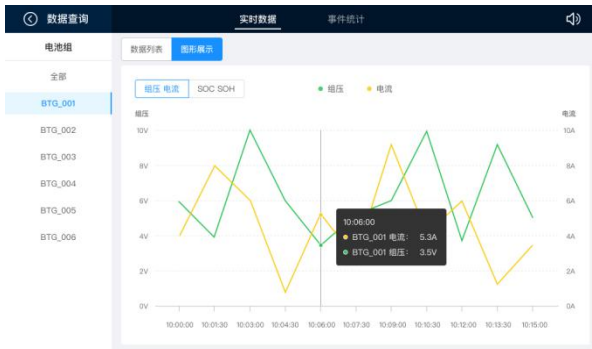 数据查询
实时数据
事件统计
电池组
全部
BTG_001
BTG_002
BTG_003
BTG_004
BTG_005
BTG_006
数据列表
图形展示
组压 电流
SOC SOH
组压
电流
组压
电流
10V
8V
6V
4V
2V
0V
10A
8A
6A
4A
2A
0A
10:06:00
BTG_001 电流： 5.3A
BTG_001 组压： 3.5V
10:00:00 10:01:30 10:03:00 10:04:30 10:06:00 10:07:30 10:09:00 10:10:30 10:12:00 10:13:30 10:15:00